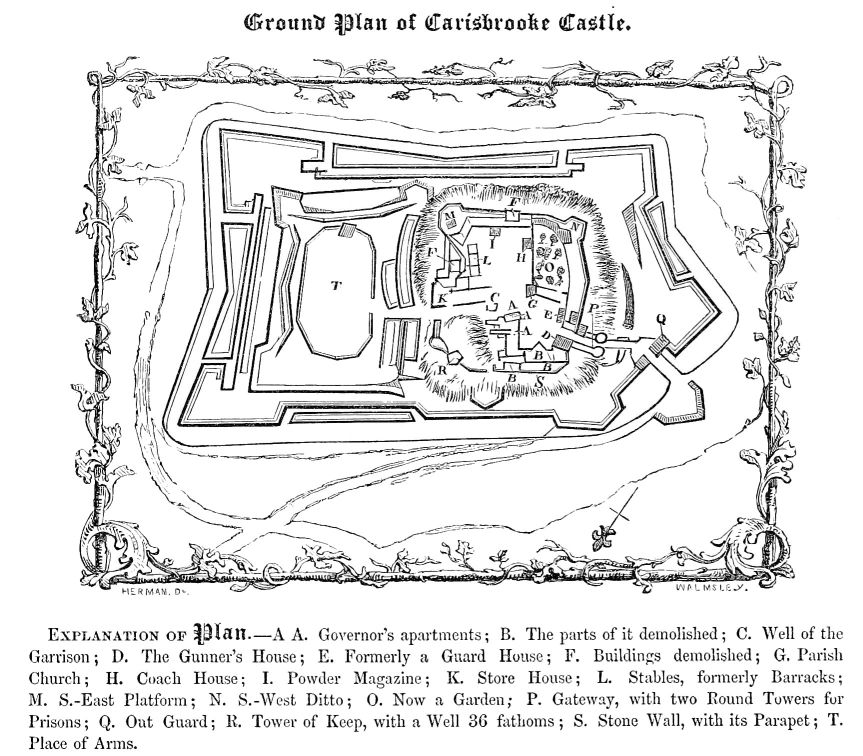 Ground Plan of Carisbrooke Castle.
F
M
N
I
F
L
H
O
T
K
C
G
A
A
E
P
A
D
Q
B
R
B
B
S
HERMAN. Dᴱ.
WALMSLEY.
EXPLANATION OF Plan.—A A. Governor's apartments; B. The parts of it demolished; C. Well of the
Garrison; D. The Gunner's House; E. Formerly a Guard House; F. Buildings demolished; G. Parish
Church; H. Coach House; I. Powder Magazine; K. Store House; L. Stables, formerly Barracks;
M. S.-East Platform; N. S.-West Ditto; O. Now a Garden; P. Gateway, with two Round Towers for
Prisons; Q. Out Guard; R. Tower of Keep, with a Well 36 fathoms; S. Stone Wall, with its Parapet; T.
Place of Arms.